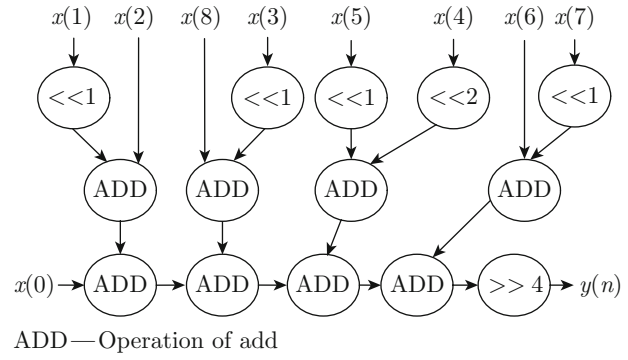 x(1) x(2) x(8) x(3) x(5) x(4) x(6) x(7)
<<1 <<1 <<1 <<2 <<1
ADD ADD ADD ADD
x(0) ADD ADD ADD ADD >> 4 y(n)
ADD—Operation of add